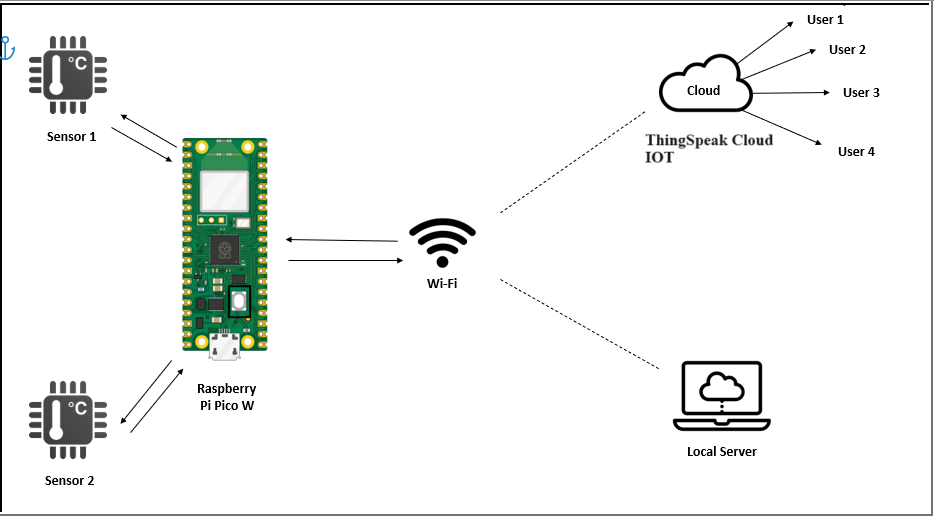 User 1
User 2
°C
Cloud
User 3
Sensor 1
ThingSpeak Cloud
IOT
User 4
Wi-Fi
Raspberry
Pi Pico W
°C
Local Server
Sensor 2